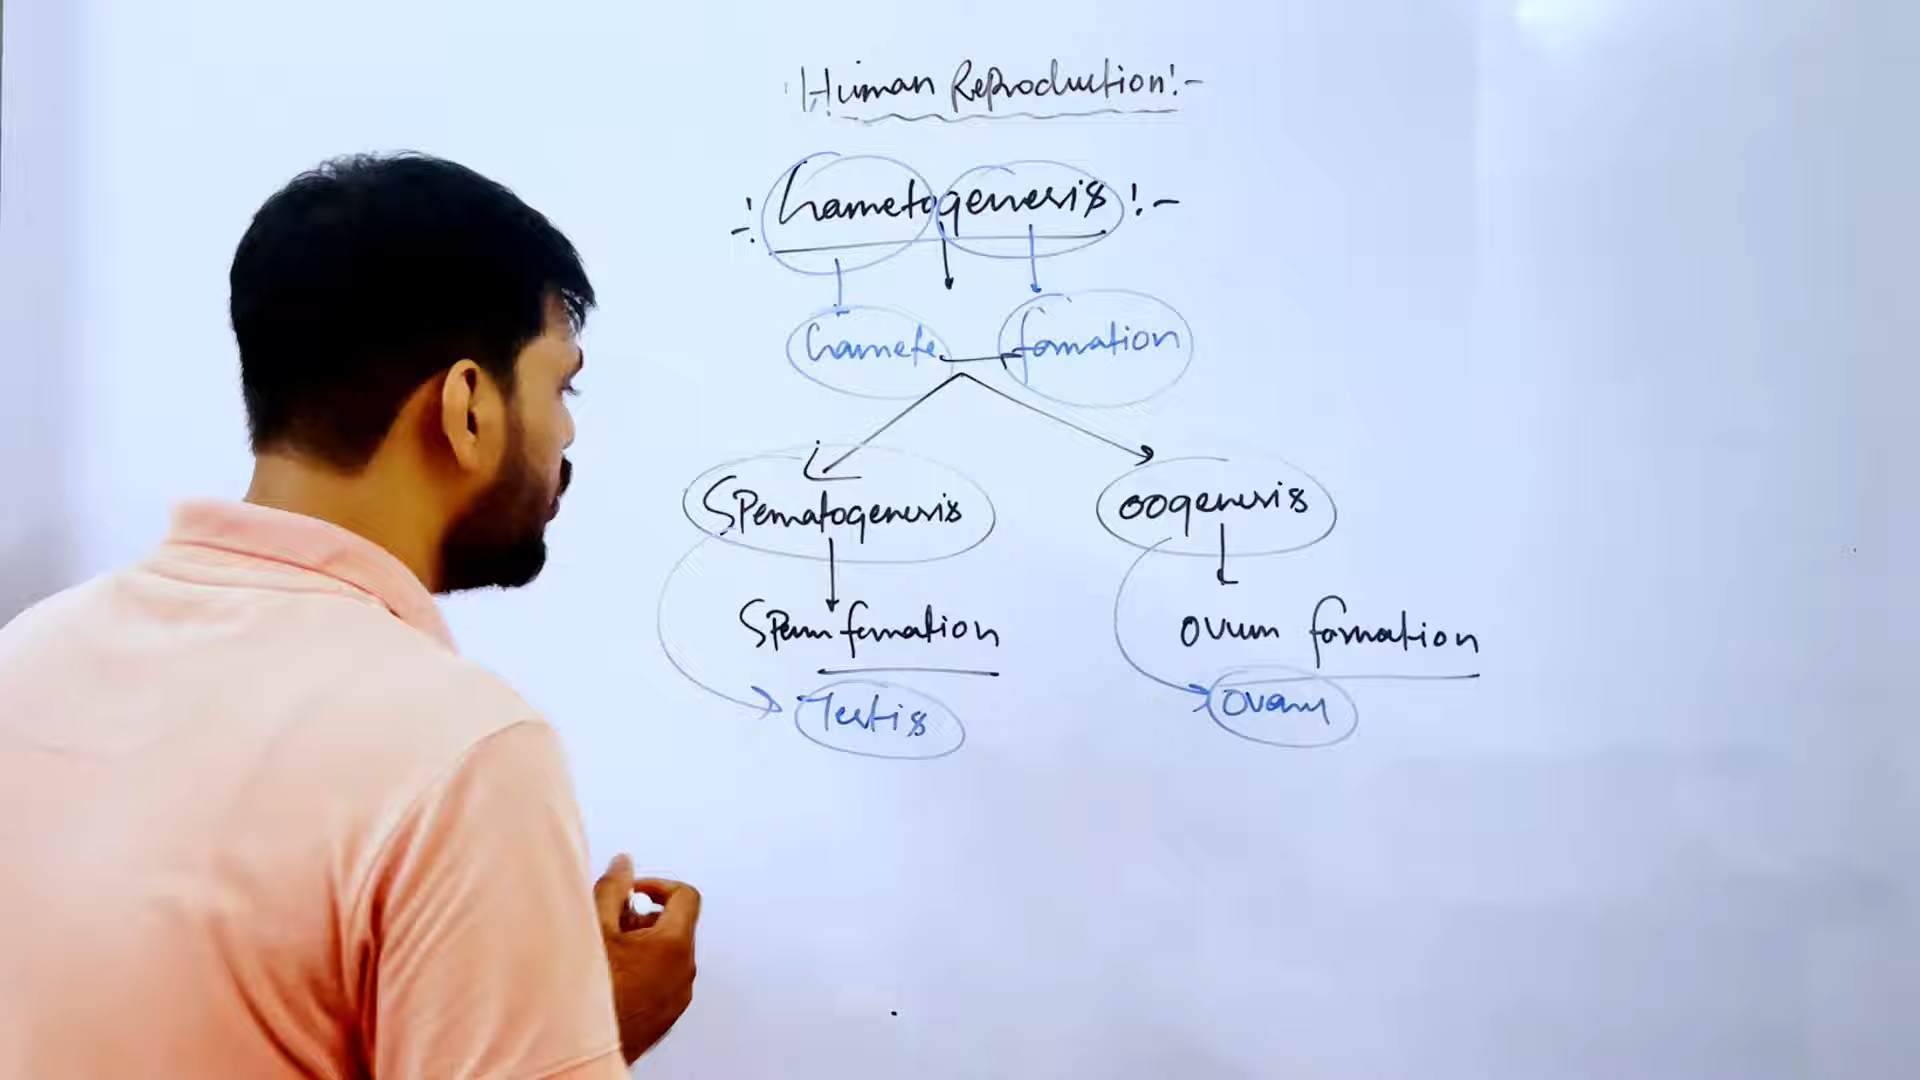 Human Reproduction:-
-: Gametogenesis :-
Gamete formation
Spermatogenesis oogenesis
Sperm formation ovum formation
Testis ovary